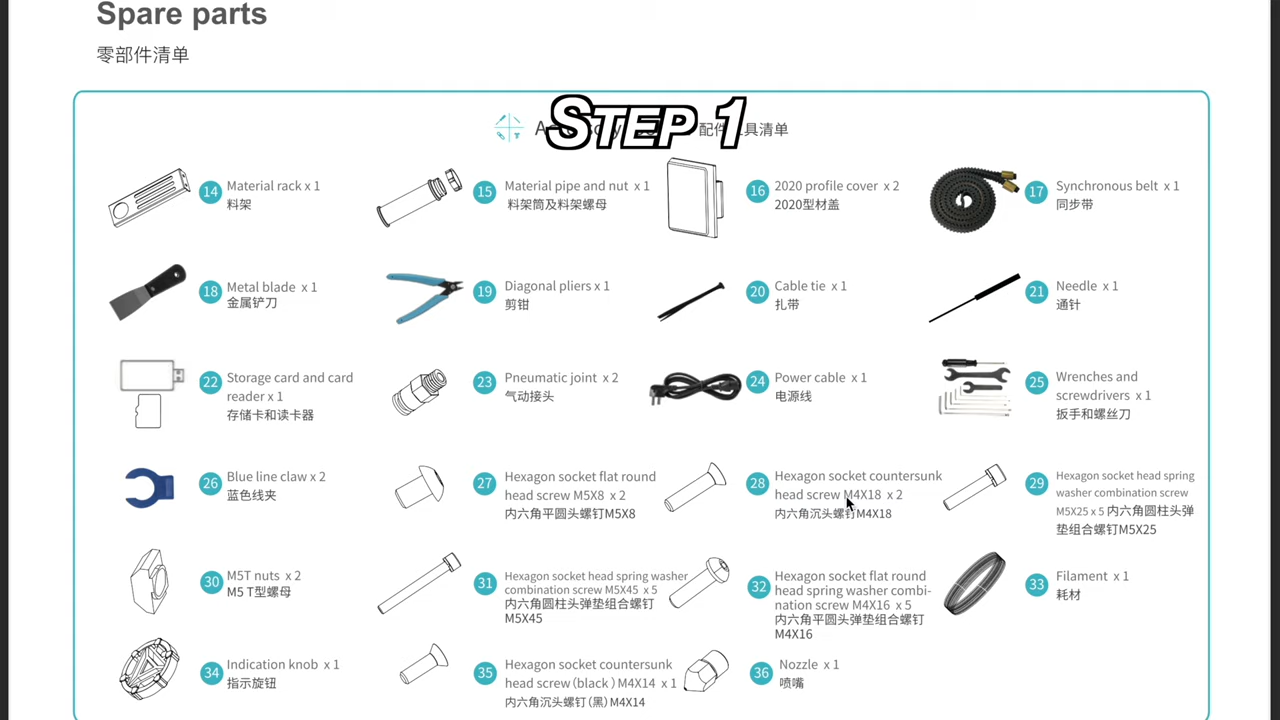 Spare parts
零部件清单
STEP 1
配件
具清单
14 Material rack x 1
料架
15 Material pipe and nut x 1
料架筒及料架螺母
16 2020 profile cover x 2
2020型材盖
17 Synchronous belt x 1
同步带
18 Metal blade x 1
金属铲刀
19 Diagonal pliers x 1
剪钳
20 Cable tie x 1
扎带
21 Needle x 1
通针
22 Storage card and card
reader x 1
存储卡和读卡器
23 Pneumatic joint x 2
气动接头
24 Power cable x 1
电源线
25 Wrenches and
screwdrivers x 1
扳手和螺丝刀
26 Blue line claw x 2
蓝色线夹
27 Hexagon socket flat round
head screw M5X8 x 2
内六角平圆头螺钉M5X8
28 Hexagon socket countersunk
head screw M4X18 x 2
内六角沉头螺钉M4X18
29 Hexagon socket head spring
washer combination screw
M5X25 x 5 内六角圆柱头弹
垫组合螺钉M5X25
30 M5T nuts x 2
M5 T型螺母
31 Hexagon socket head spring washer
combination screw M5X45 x 5
内六角圆柱头弹垫组合螺钉
M5X45
32 Hexagon socket flat round
head spring washer combi-
nation screw M4X16 x 5
内六角平圆头弹垫组合螺钉
M4X16
33 Filament x 1
耗材
34 Indication knob x 1
指示旋钮
35 Hexagon socket countersunk
head screw (black) M4X14 x 1
内六角沉头螺钉(黑)M4X14
36 Nozzle x 1
喷嘴